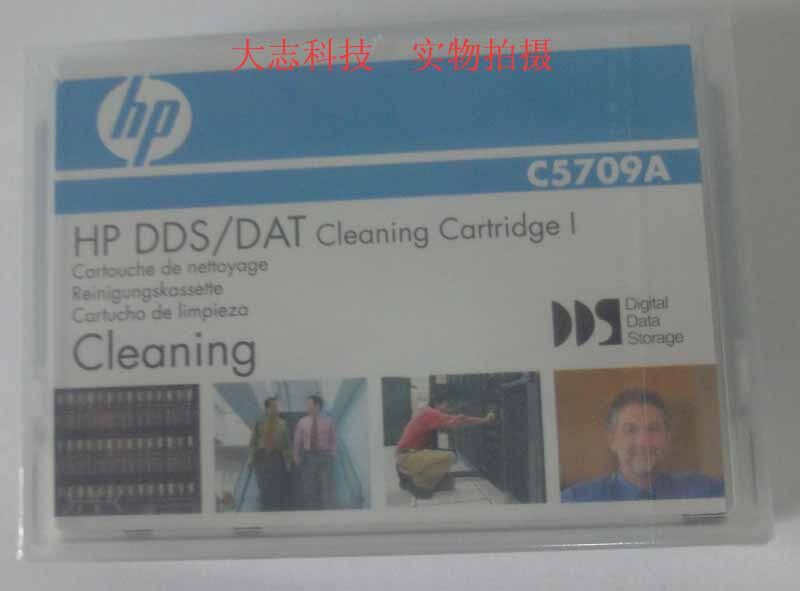 大志科技 实物拍摄
hp
C5709A
HP DDS/DAT Cleaning Cartridge I
Cartouche de nettoyage
Reinigungskassette
Cartucho de limpieza
Cleaning
DDS Digital
Data
Storage